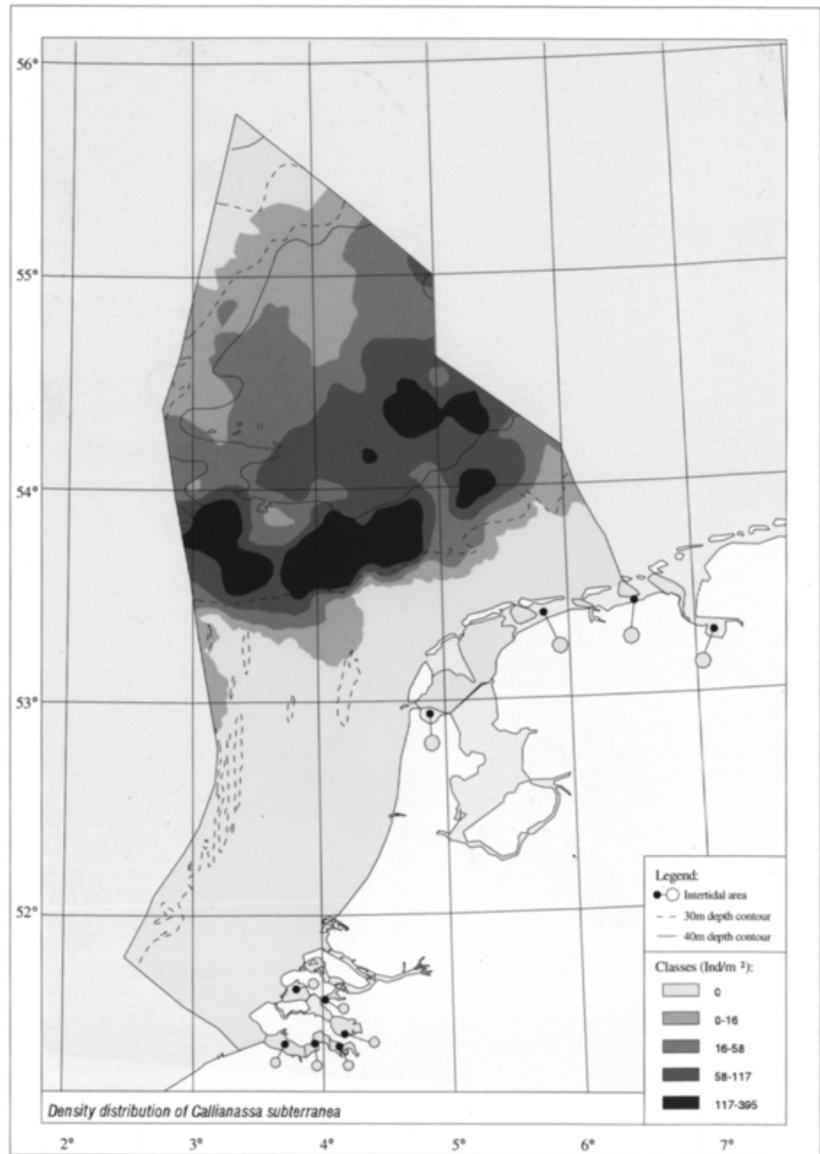 56°
55°
54°
53°
52°
Legend:
Intertidal area
30m depth contour
40m depth contour
Classes (Ind/m ²):
0
0-16
16-58
58-117
117-395
Density distribution of Callianassa subterranea
2° 3° 4° 5° 6° 7°